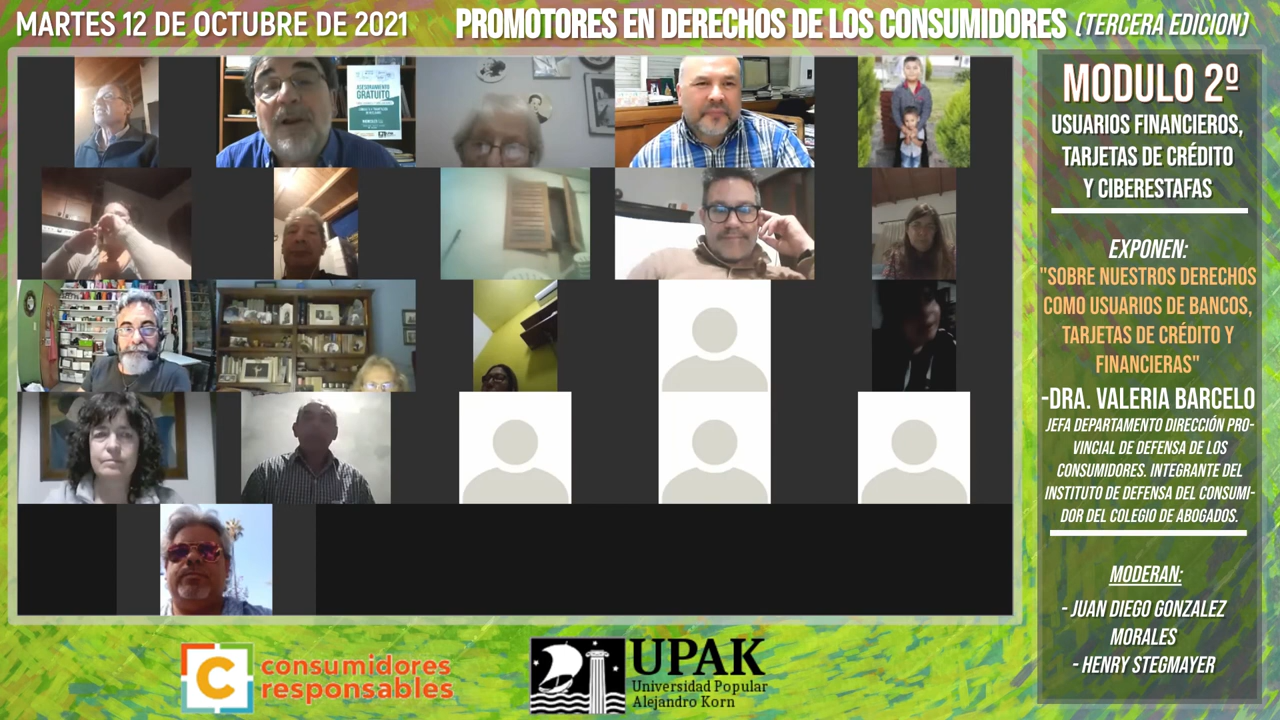 MARTES 12 DE OCTUBRE DE 2021
PROMOTORES EN DERECHOS DE LOS CONSUMIDORES (TERCERA EDICION)
ASESORAMIENTO
GRATUITO
MODULO 2º
USUARIOS FINANCIEROS,
TARJETAS DE CRÉDITO
Y CIBERESTAFAS
EXPONEN:
"SOBRE NUESTROS DERECHOS
COMO USUARIOS DE BANCOS,
TARJETAS DE CRÉDITO Y
FINANCIERAS"
-DRA. VALERIA BARCELO
JEFA DEPARTAMENTO DIRECCIÓN PRO-
VINCIAL DE DEFENSA DE LOS
CONSUMIDORES. INTEGRANTE DEL
INSTITUTO DE DEFENSA DEL CONSUMI-
DOR DEL COLEGIO DE ABOGADOS.
MODERAN:
- JUAN DIEGO GONZALEZ
MORALES
- HENRY STEGMAYER
C
consumidores
responsables
UPAK
Universidad Popular
Alejandro Korn